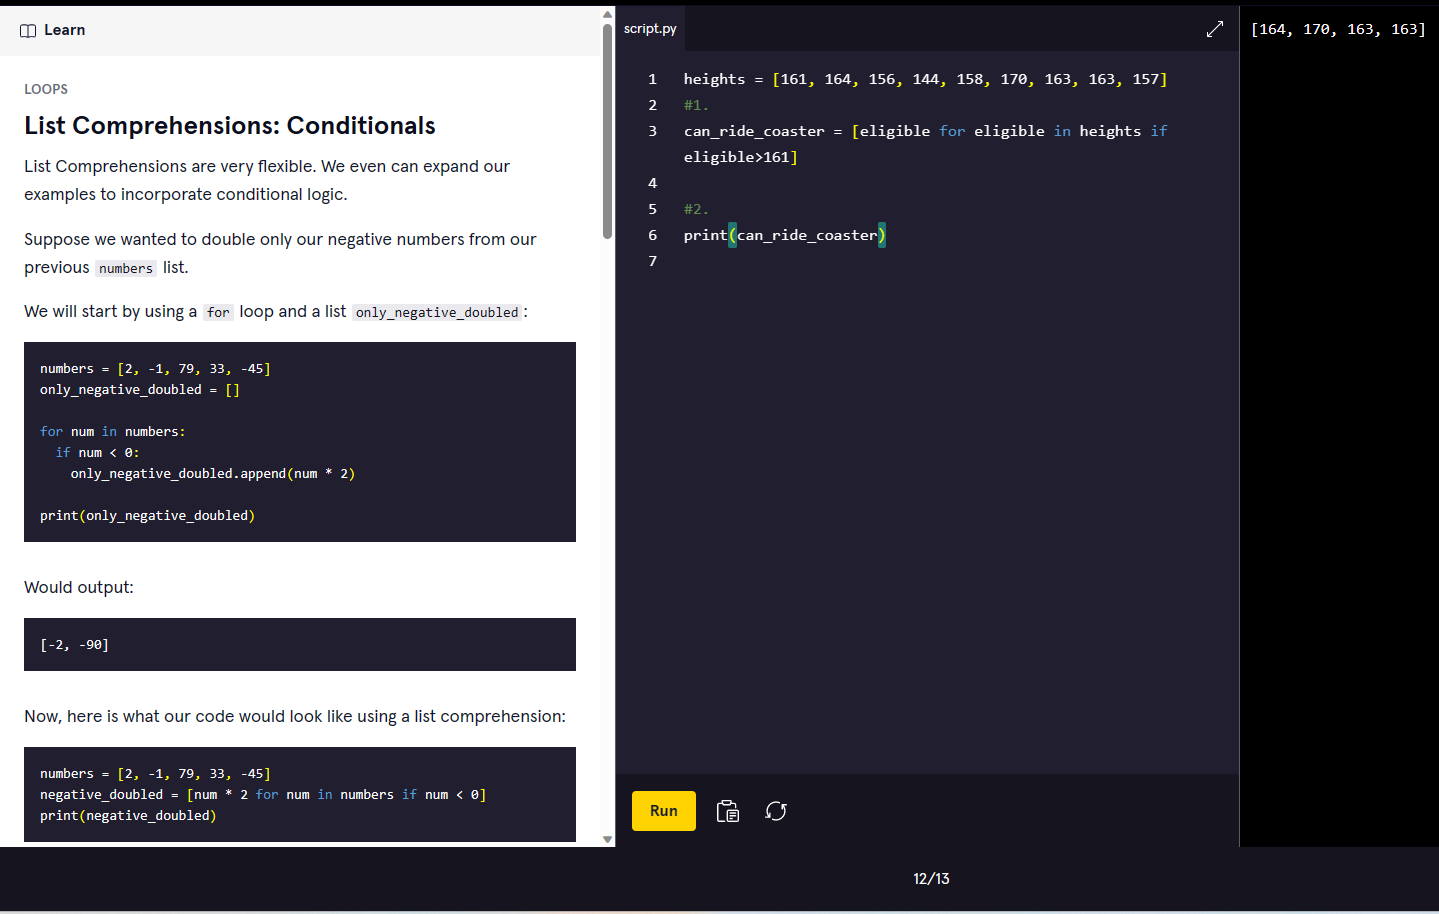 Learn
LOOPS
List Comprehensions: Conditionals
List Comprehensions are very flexible. We even can expand our
examples to incorporate conditional logic.
Suppose we wanted to double only our negative numbers from our
previous numbers list.
We will start by using a for loop and a list only_negative_doubled:
numbers = [2, -1, 79, 33, -45]
only_negative_doubled = []
for num in numbers:
  if num < 0:
    only_negative_doubled.append(num * 2)
print(only_negative_doubled)
Would output:
[-2, -90]
Now, here is what our code would look like using a list comprehension:
numbers = [2, -1, 79, 33, -45]
negative_doubled = [num * 2 for num in numbers if num < 0]
print(negative_doubled)
script.py
1 heights = [161, 164, 156, 144, 158, 170, 163, 163, 157]
2 #1.
3 can_ride_coaster = [eligible for eligible in heights if
eligible>161]
4
5 #2.
6 print(can_ride_coaster)
7
Run
[164, 170, 163, 163]
12/13